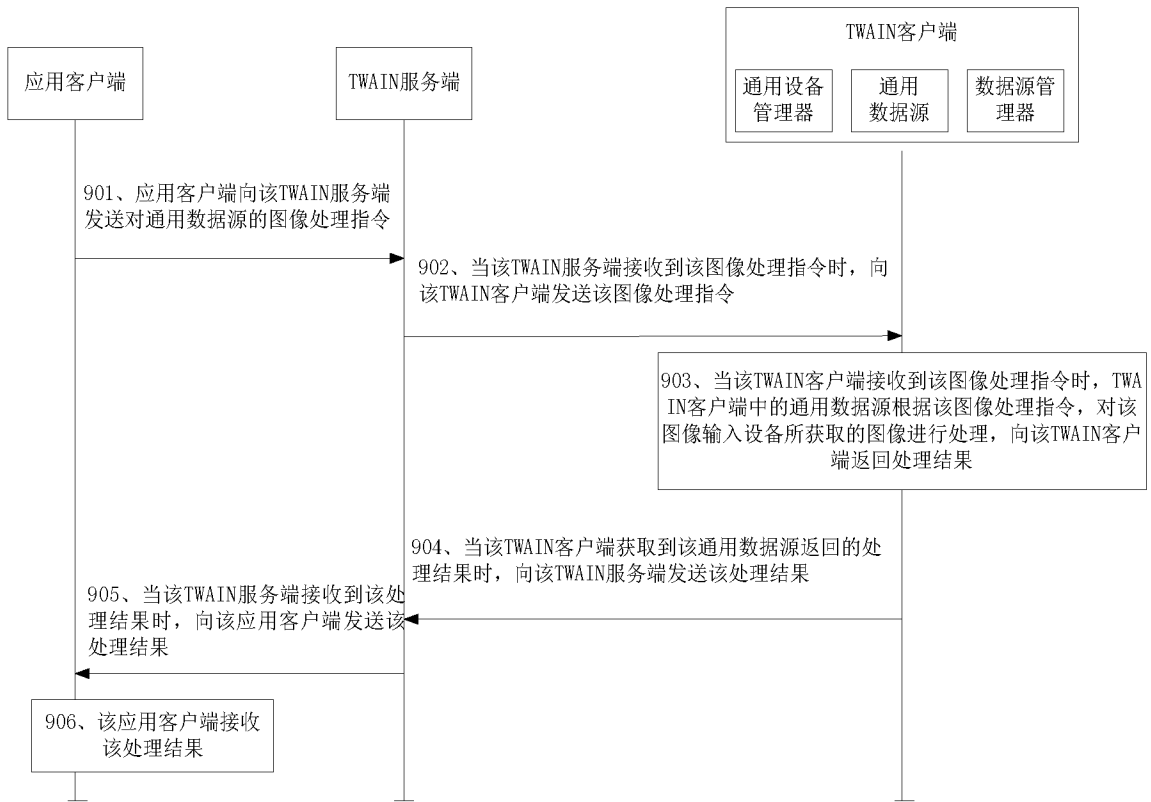 应用客户端
TWAIN服务端
TWAIN客户端
通用设备
管理器
通用
数据源
数据源管
理器
901、应用客户端向该TWAIN服务端
发送对通用数据源的图像处理指令
902、当该TWAIN服务端接收到该图像处理指令时，向
该TWAIN客户端发送该图像处理指令
903、当该TWAIN客户端接收到该图像处理指令时，TWA
IN客户端中的通用数据源根据该图像处理指令，对该
图像输入设备所获取的图像进行处理，向该TWAIN客户
端返回处理结果
904、当该TWAIN客户端获取到该通用数据源返回的处
理结果时，向该TWAIN服务端发送该处理结果
905、当该TWAIN服务端接收到该处
理结果时，向该应用客户端发送该
处理结果
906、该应用客户端接收
该处理结果